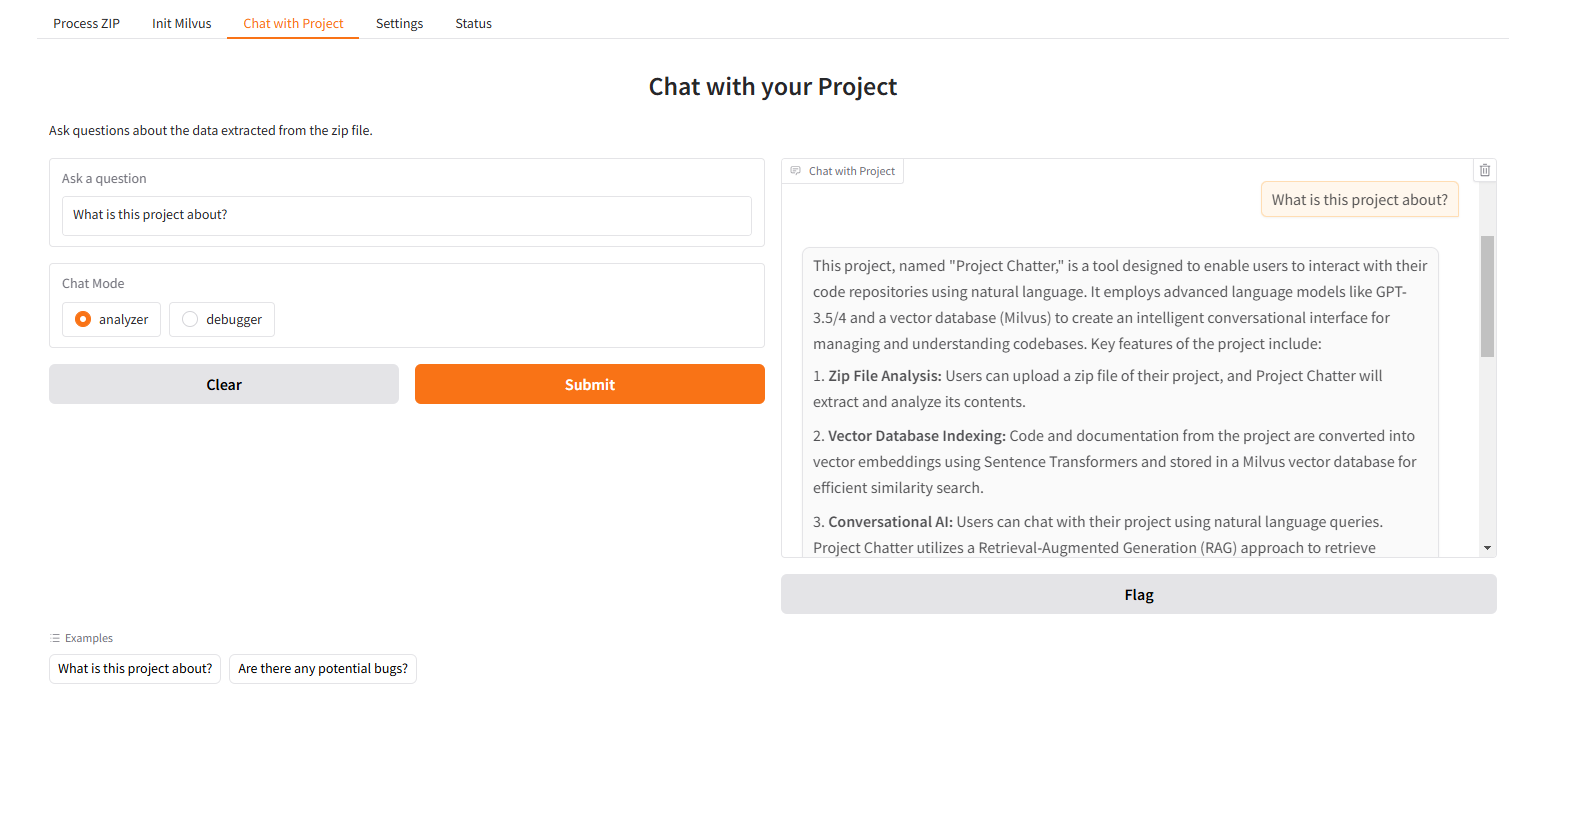 Process ZIP
Init Milvus
Chat with Project
Settings
Status
Chat with your Project
Ask questions about the data extracted from the zip file.
Ask a question
What is this project about?
Chat Mode
analyzer
debugger
Clear
Submit
Chat with Project
What is this project about?
This project, named "Project Chatter," is a tool designed to enable users to interact with their
code repositories using natural language. It employs advanced language models like GPT-
3.5/4 and a vector database (Milvus) to create an intelligent conversational interface for
managing and understanding codebases. Key features of the project include:
1. Zip File Analysis: Users can upload a zip file of their project, and Project Chatter will
extract and analyze its contents.
2. Vector Database Indexing: Code and documentation from the project are converted into
vector embeddings using Sentence Transformers and stored in a Milvus vector database for
efficient similarity search.
3. Conversational AI: Users can chat with their project using natural language queries.
Project Chatter utilizes a Retrieval-Augmented Generation (RAG) approach to retrieve
Flag
Examples
What is this project about?
Are there any potential bugs?